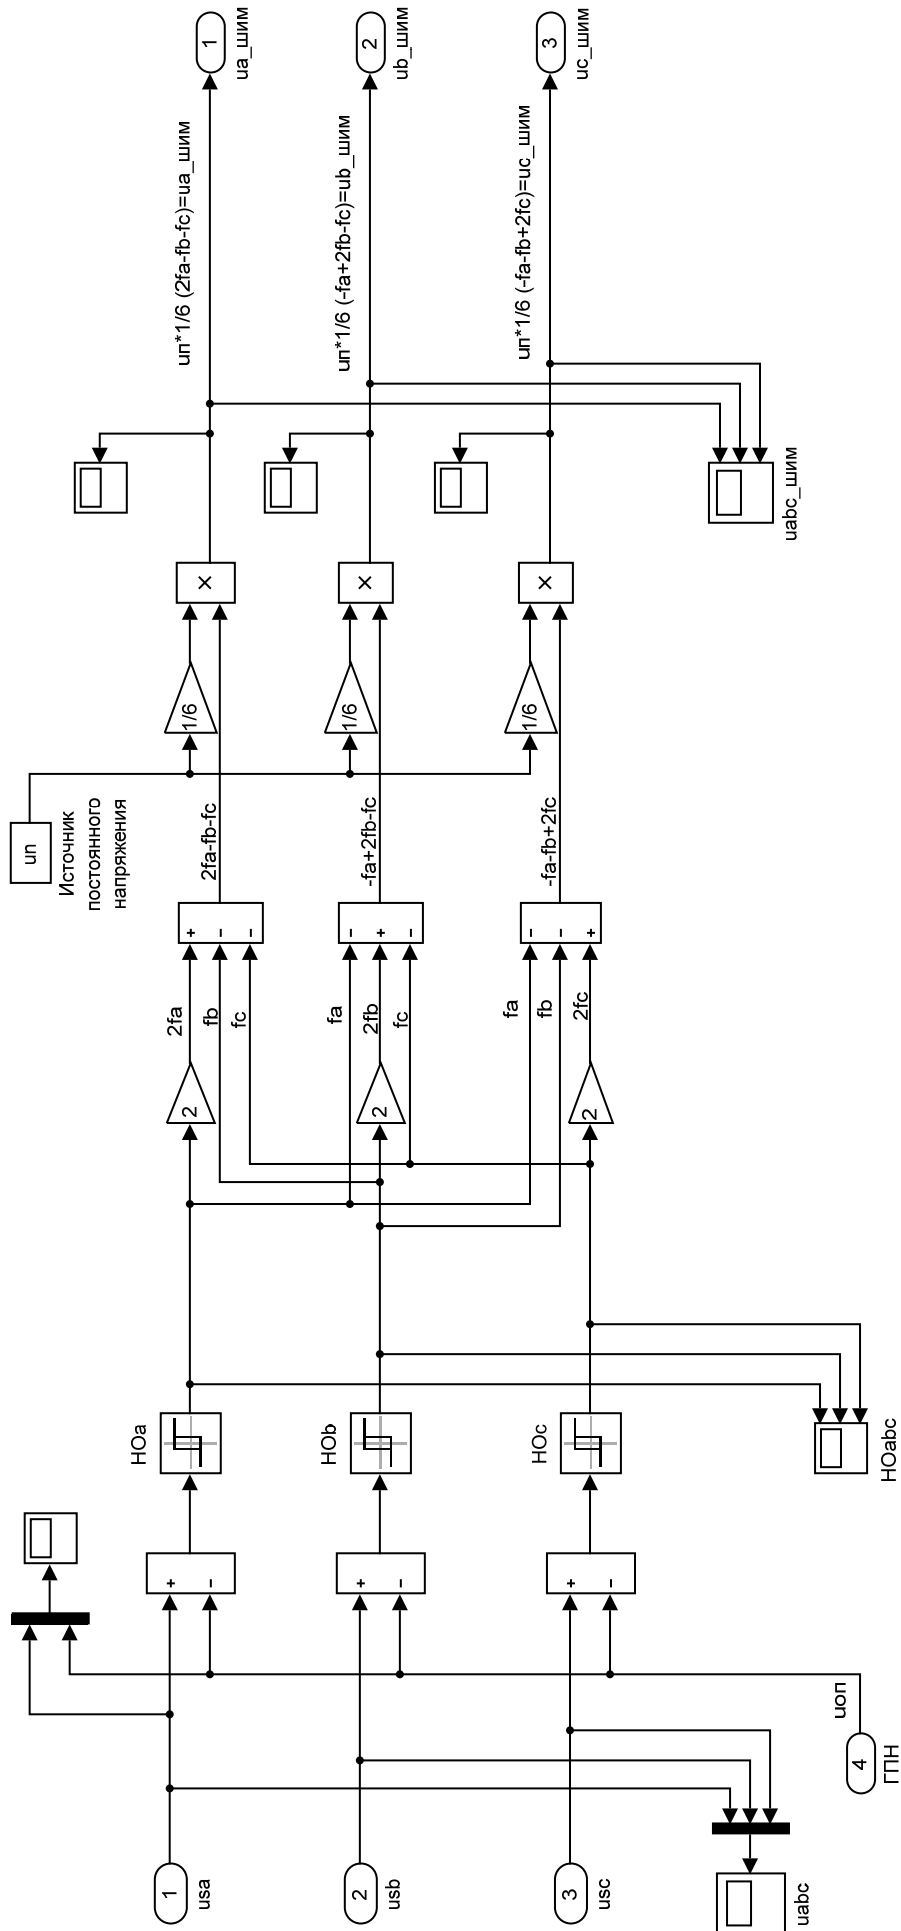 1
usa
2
usb
3
usc
uabc
4
ГПН
uоп
+
−
+
−
+
−
НОa
НОb
НОc
НОabc
2
2
2
2fa
fb
fc
fa
2fb
fc
fa
fb
2fc
+
−
−
−
+
−
−
−
+
un
Источник
постоянного
напряжения
2fa-fb-fc
-fa+2fb-fc
-fa-fb+2fc
1/6
1/6
1/6
×
×
×
uabc_шим
uп*1/6 (2fa-fb-fc)=ua_шим
uп*1/6 (-fa+2fb-fc)=ub_шим
uп*1/6 (-fa-fb+2fc)=uc_шим
1
ua_шим
2
ub_шим
3
uc_шим